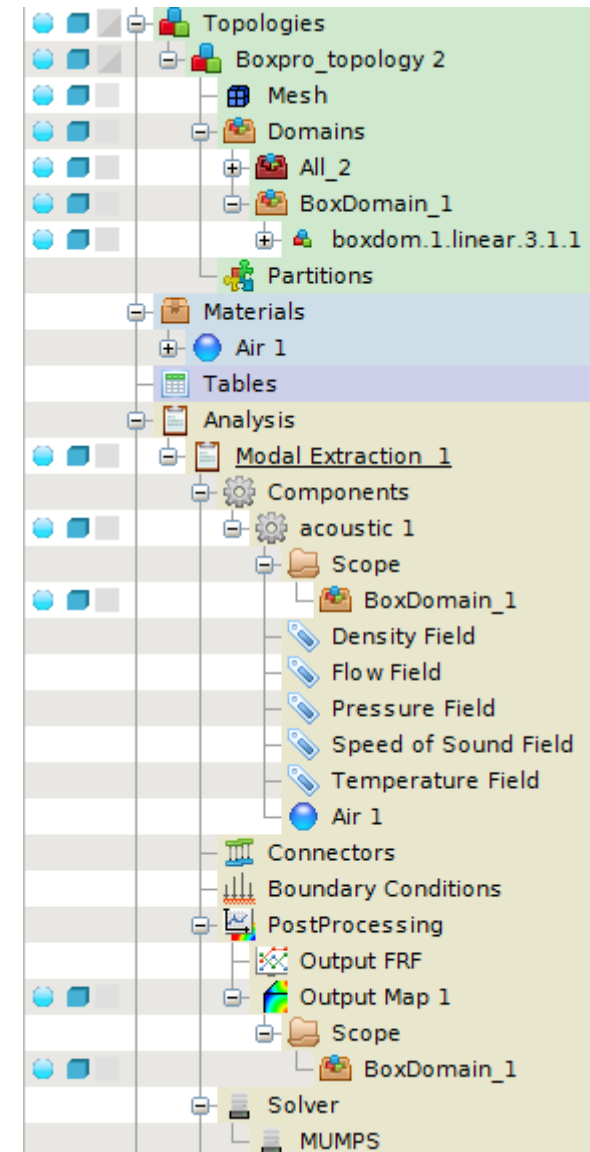 Topologies
Boxpro_topology 2
Mesh
Domains
All_2
BoxDomain_1
boxdom.1.linear.3.1.1
Partitions
Materials
Air 1
Tables
Analysis
Modal Extraction_1
Components
acoustic 1
Scope
BoxDomain_1
Density Field
Flow Field
Pressure Field
Speed of Sound Field
Temperature Field
Air 1
Connectors
Boundary Conditions
PostProcessing
Output FRF
Output Map 1
Scope
BoxDomain_1
Solver
MUMPS